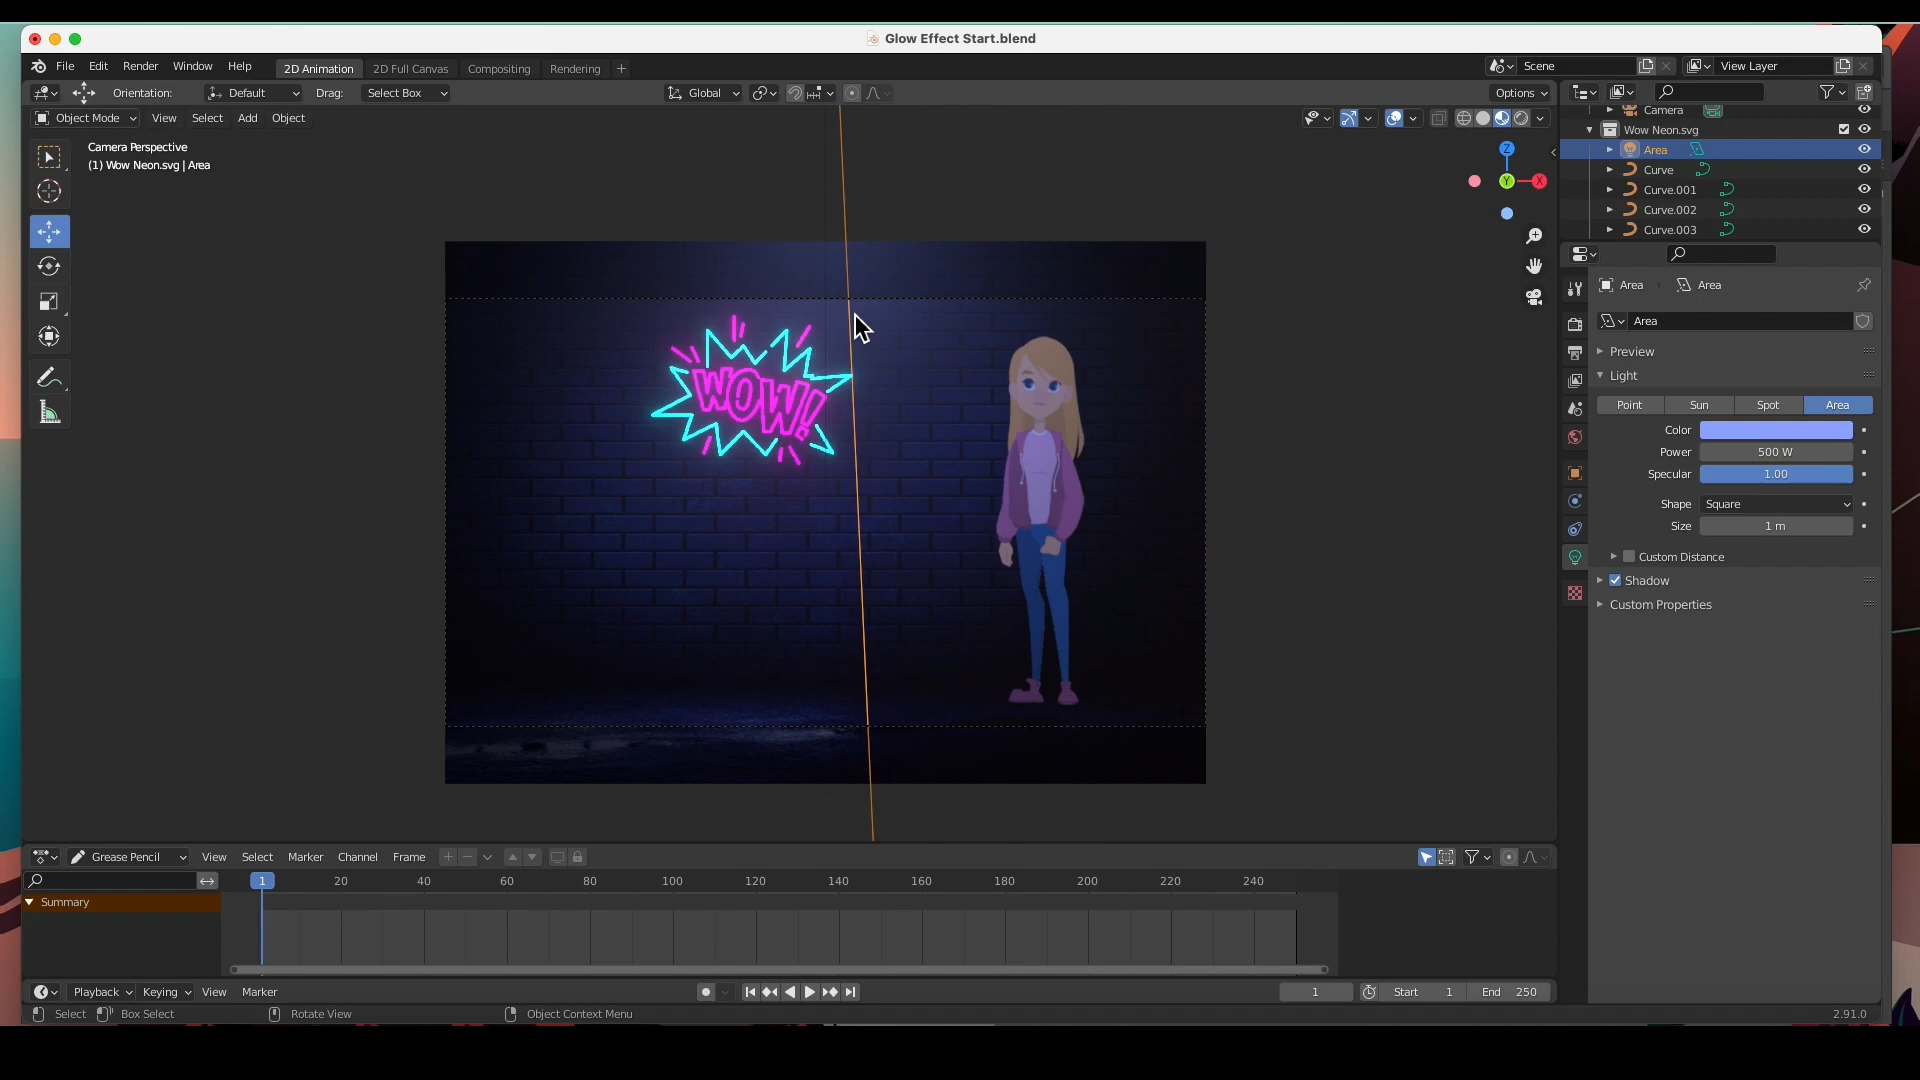 Glow Effect Start.blend
File Edit Render Window Help 2D Animation 2D Full Canvas Compositing Rendering + Scene View Layer
Orientation: Default Drag: Select Box Global Options
Object Mode View Select Add Object
Camera Perspective
(1) Wow Neon.svg | Area
Z
Y X
WOW!
Camera
Wow Neon.svg
Area
Curve
Curve.001
Curve.002
Curve.003
Area Area
Area
Preview
Light
Point Sun Spot Area
Color
Power 500 W
Specular 1.00
Shape Square
Size 1 m
Custom Distance
Shadow
Custom Properties
Grease Pencil View Select Marker Channel Frame
1 20 40 60 80 100 120 140 160 180 200 220 240
Summary
Playback Keying View Marker 1 Start 1 End 250
Select Box Select Rotate View Object Context Menu 2.91.0